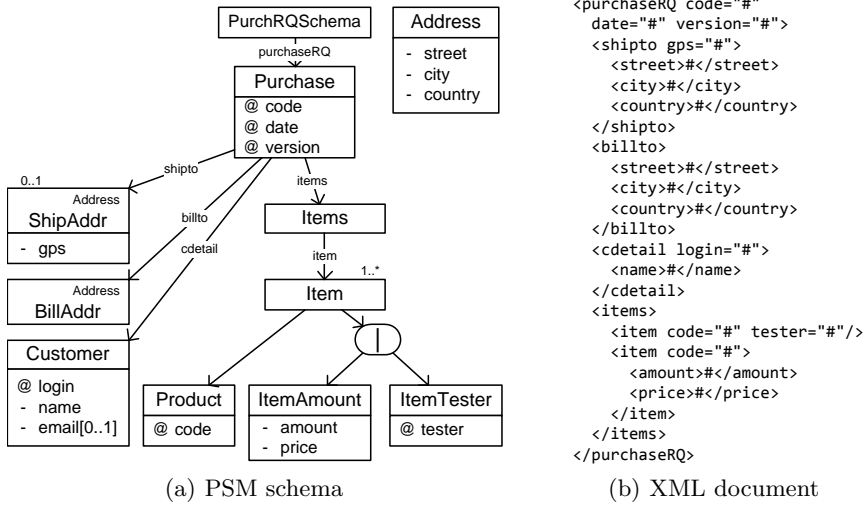 PurchRQSchema
purchaseRQ
Purchase
@ code
@ date
@ version
Address
- street
- city
- country
shipto
billto
cdetail
items
0..1
Address
ShipAddr
- gps
Address
BillAddr
Customer
@ login
- name
- email[0..1]
Items
item
1..*
Item
|
Product
@ code
ItemAmount
- amount
- price
ItemTester
@ tester
(a) PSM schema
<purchaseRQ code="#"
date="#" version="#">
<shipto gps="#">
<street>#</street>
<city>#</city>
<country>#</country>
</shipto>
<billto>
<street>#</street>
<city>#</city>
<country>#</country>
</billto>
<cdetail login="#">
<name>#</name>
</cdetail>
<items>
<item code="#" tester="#"/>
<item code="#">
<amount>#</amount>
<price>#</price>
</item>
</items>
</purchaseRQ>
(b) XML document